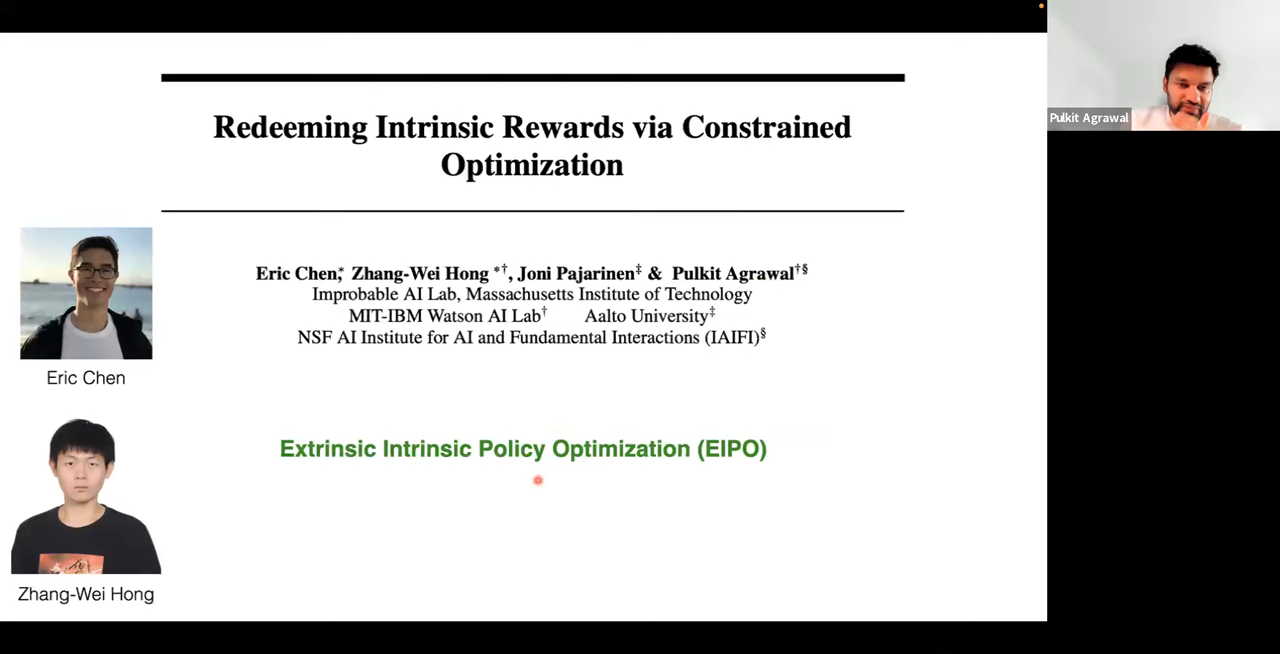 Redeeming Intrinsic Rewards via Constrained
Optimization
Eric Chen*, Zhang-Wei Hong *†, Joni Pajarinen‡ & Pulkit Agrawal†§
Improbable AI Lab, Massachusetts Institute of Technology
MIT-IBM Watson AI Lab† Aalto University‡
NSF AI Institute for AI and Fundamental Interactions (IAIFI)§
Eric Chen
Extrinsic Intrinsic Policy Optimization (EIPO)
Zhang-Wei Hong
Pulkit Agrawal